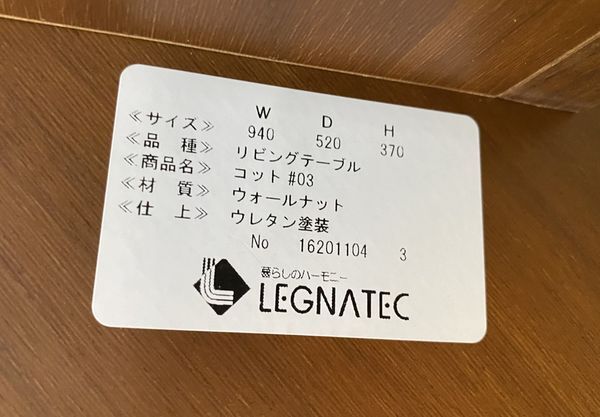 W D H
≪サイズ≫ 940 520 370
≪品 種≫ リビングテーブル
≪商品名≫ コット #03
≪材 質≫ ウォールナット
≪仕 上≫ ウレタン塗装
No 16201104 3
暮らしのハーモニー
LEGNATEC